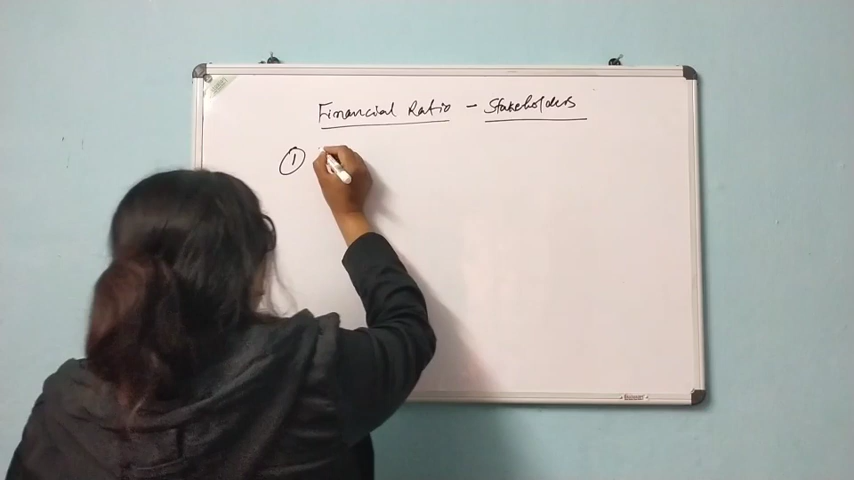 Financial Ratio - Stakeholders
①